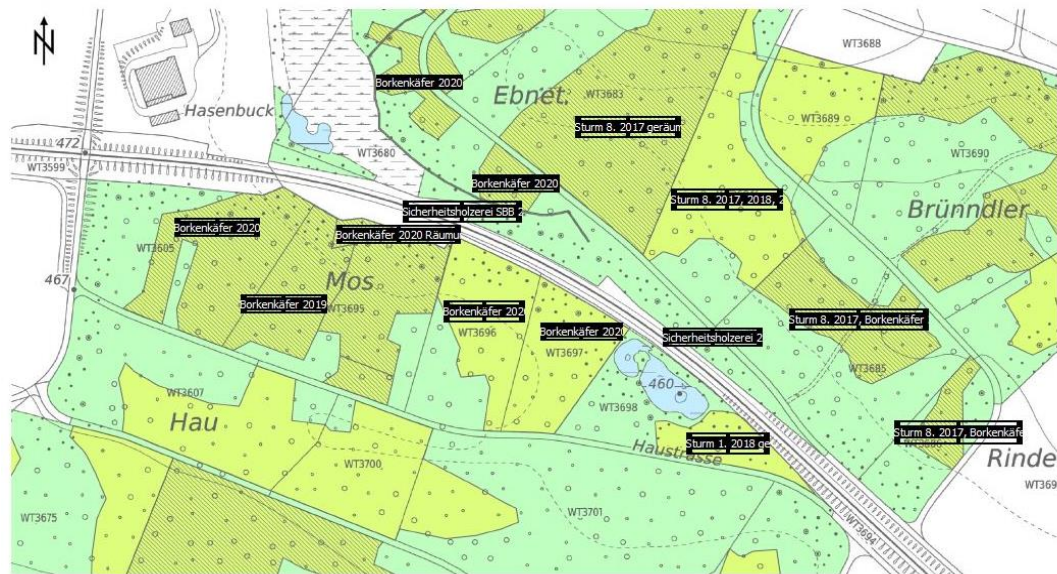 WT3688
Borkenkäfer 2020
Ebnet.
WT3683
Hasenbuck
Sturm 8. 2017 geräum
WT3689
472
WT3680
WT3690
WT3599
Borkenkäfer 2020
Sturm 8. 2017, 2018, 2
Sicherheitsholzerei SBB 2
Brünndler
Borkenkäfer 2020
Borkenkäfer 2020 Räumu
WT3605
467
Mos
Borkenkäfer 2019
WT3695
Borkenkäfer 202
Sturm 8. 2017, Borkenkäfer
WT3696
Borkenkäfer 2020
Sicherheitsholzerei 2
WT3697
WT3685
460
WT3607
WT3698
Hau
Sturm 8. 2017, Borkenkäfe
Sturm 1. 2018 ge
Haustrasse
Rinde
WT3700
WT369
WT3675
WT3701
WT3694